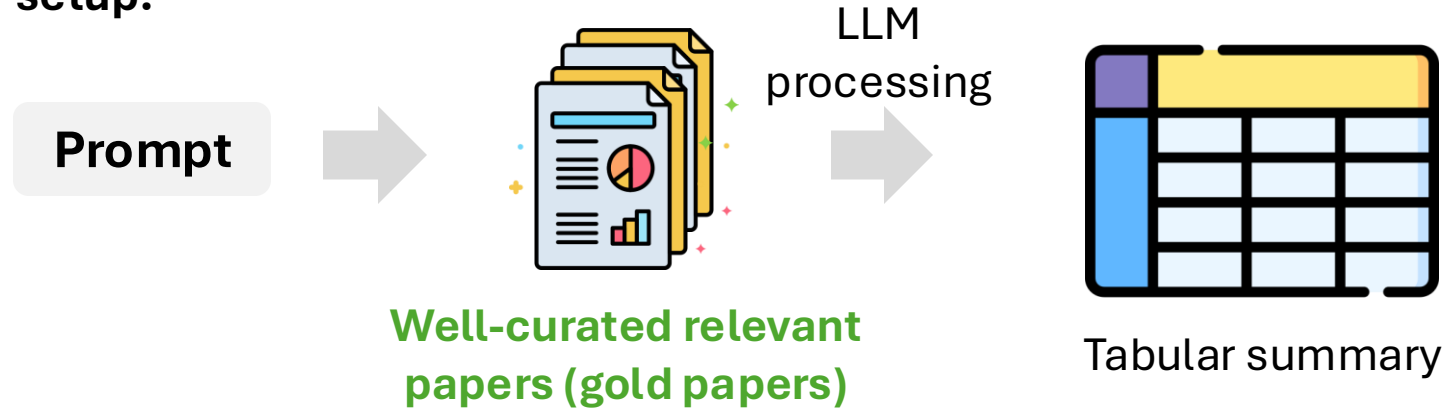 setup:
LLM
processing
Prompt
Well-curated relevant
papers (gold papers)
Tabular summary